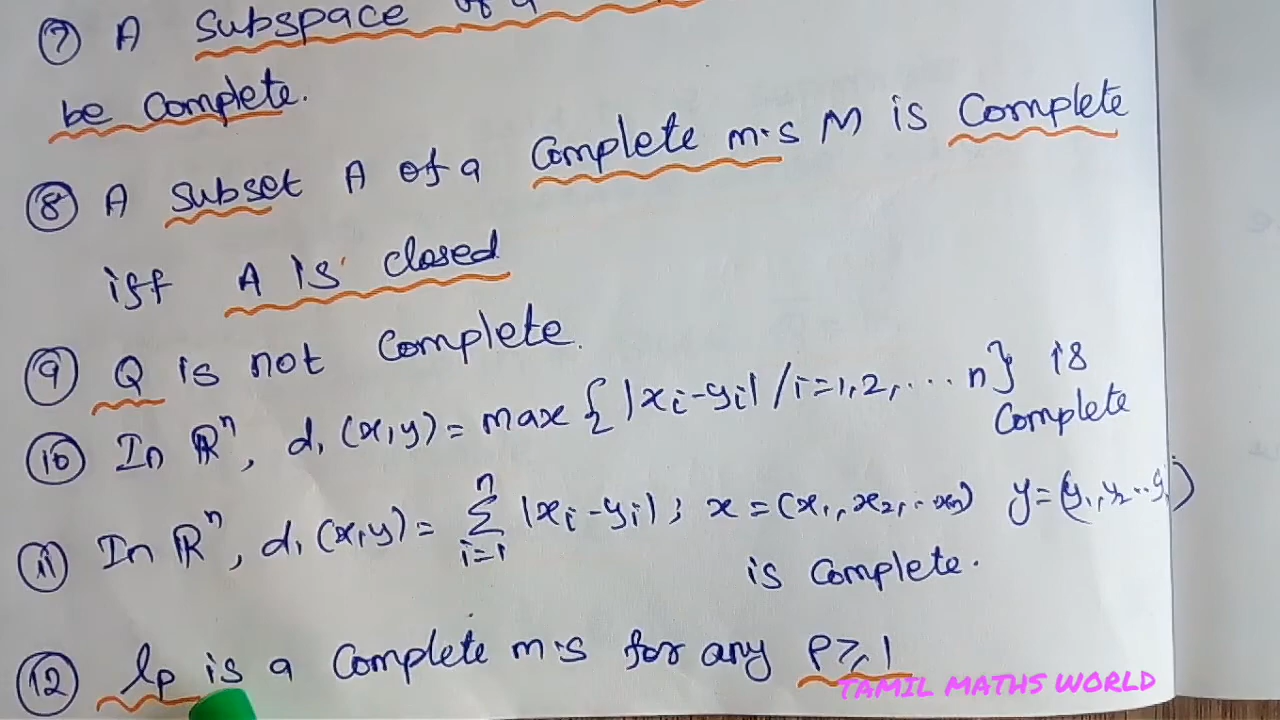 ⑦ A subspace of a
be complete.
⑧ A subset A of a complete m.s M is complete
iff A is closed
⑨ Q is not complete.
⑩ In ℝⁿ, d₁(x,y) = max {|xᵢ-yᵢ| / i=1,2,... n} is
complete
⑪ In ℝⁿ, d₁(x,y) = ∑ⁿᵢ₌₁ |xᵢ-yᵢ| ; x = (x₁, x₂,..xₙ) y = (y₁, y₂..yₙ)
is complete.
⑫ lₚ is a complete m.s for any p ≥ 1
TAMIL MATHS WORLD